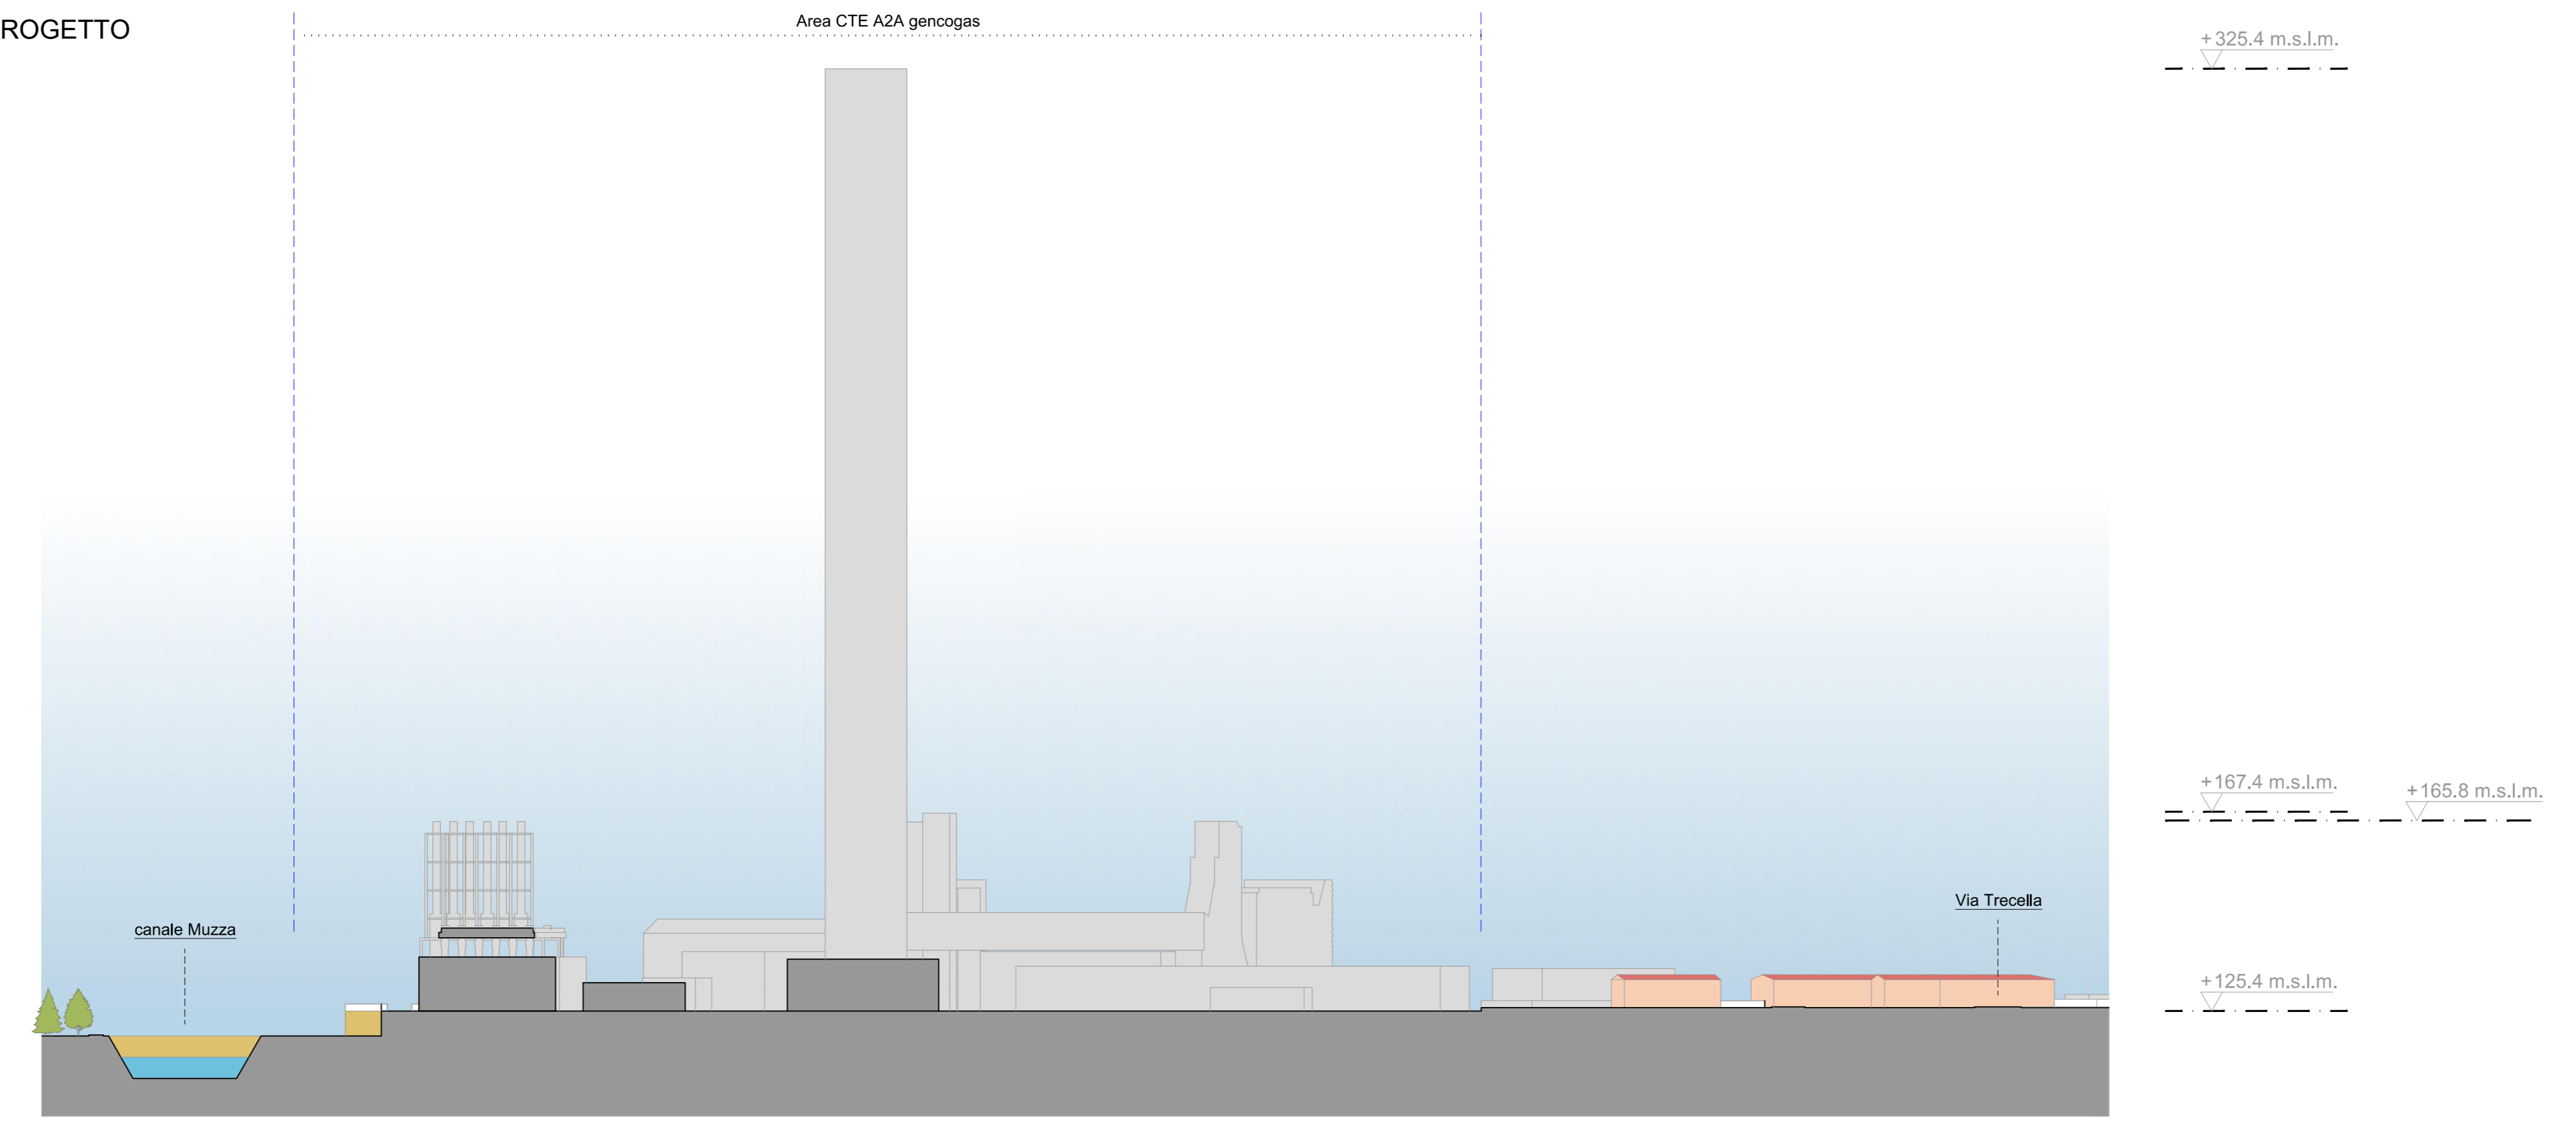 ROGETTO
Area CTE A2A gencogas
+325.4 m.s.l.m.
+167.4 m.s.l.m.
+165.8 m.s.l.m.
Via Trecella
canale Muzza
+125.4 m.s.l.m.